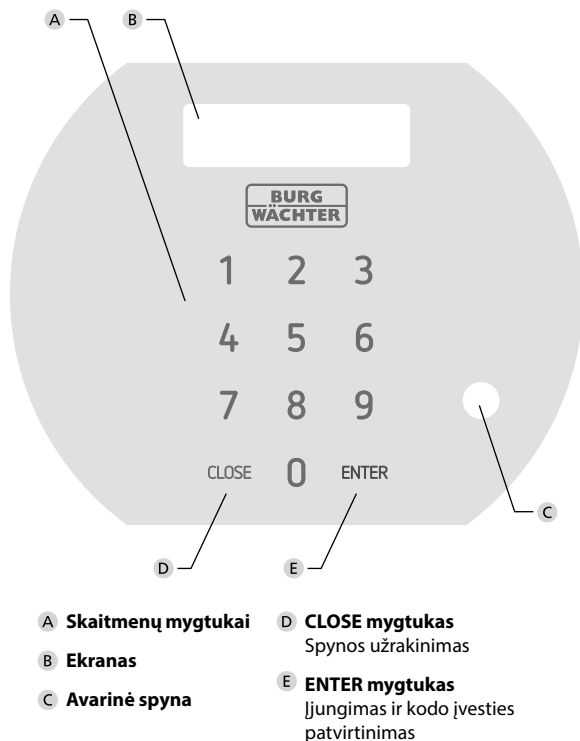 A B
BURG
WÄCHTER
1 2 3
4 5 6
7 8 9
CLOSE 0 ENTER
C
D E
A Skaitmenų mygtukai
B Ekranas
C Avarinė spyna
D CLOSE mygtukas
Spynos užrakinimas
E ENTER mygtukas
Įjungimas ir kodo įvesties
patvirtinimas